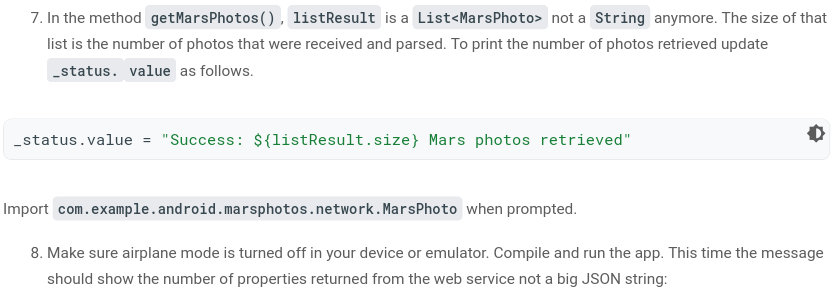 7. In the method getMarsPhotos(), listResult is a List<MarsPhoto> not a String anymore. The size of that
list is the number of photos that were received and parsed. To print the number of photos retrieved update
_status. value as follows.
_status.value = "Success: ${listResult.size} Mars photos retrieved"
Import com.example.android.marsphotos.network.MarsPhoto when prompted.
8. Make sure airplane mode is turned off in your device or emulator. Compile and run the app. This time the message
should show the number of properties returned from the web service not a big JSON string: